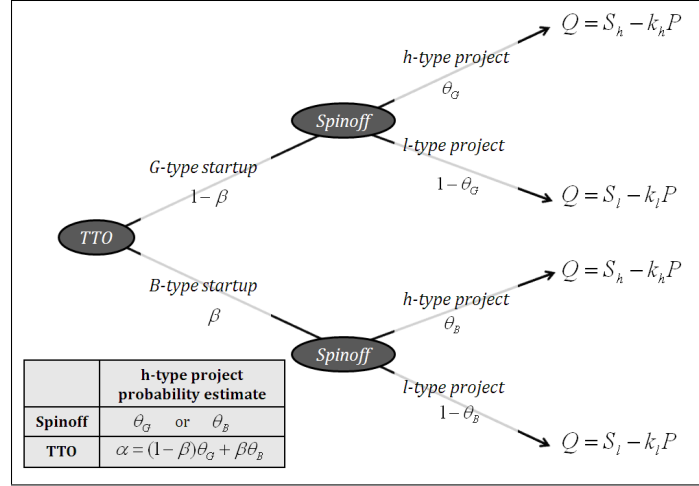 Q = S_h − k_h P
h-type project
θ_G
Spinoff
l-type project
G-type startup
1 − θ_G
1 − β
Q = S_l − k_l P
TTO
Q = S_h − k_h P
B-type startup
h-type project
β
θ_B
Spinoff
l-type project
1 − θ_B
Q = S_l − k_l P
h-type project
probability estimate
Spinoff θ_G or θ_B
TTO α = (1 − β)θ_G + βθ_B